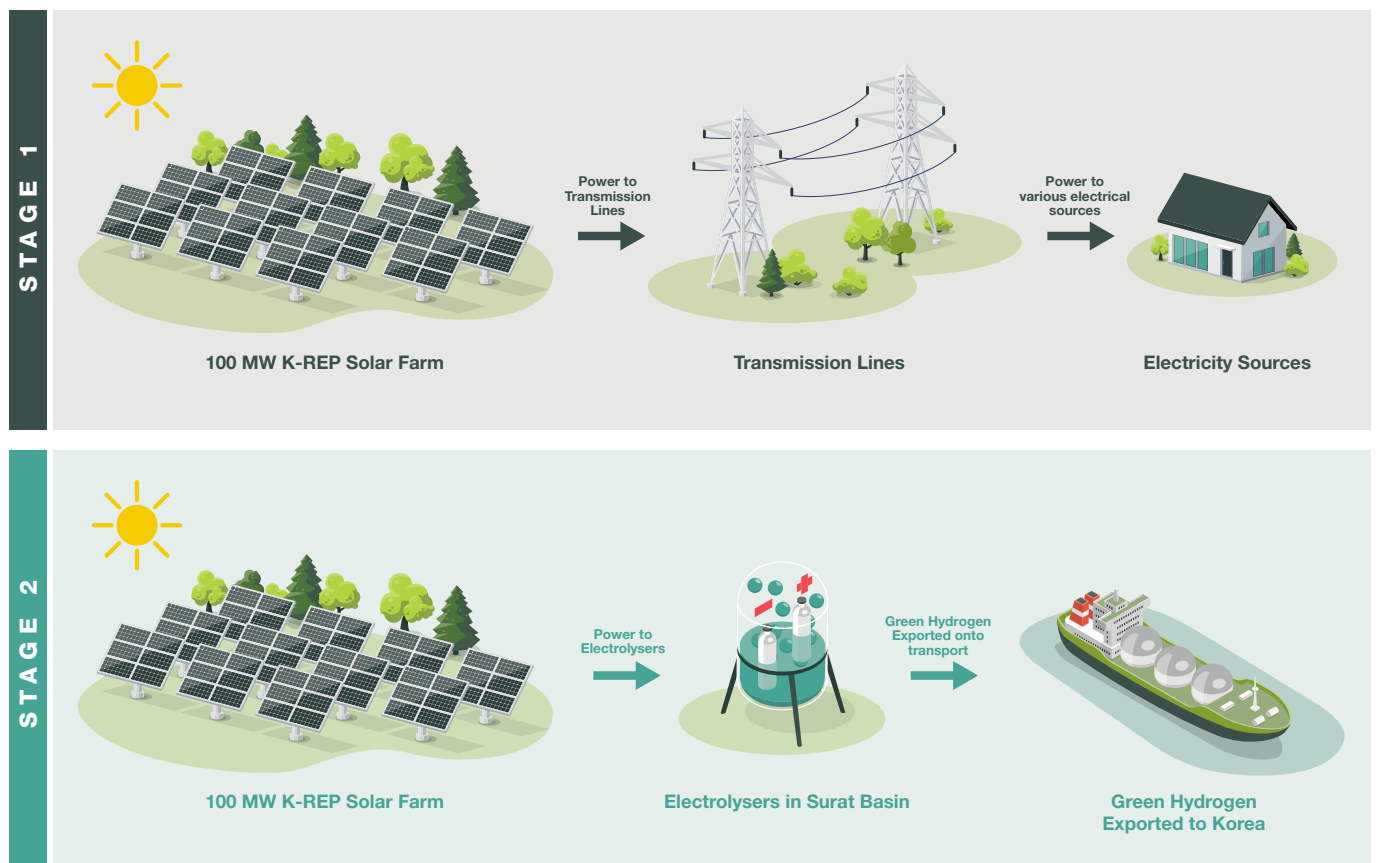 STAGE 1
Power to
Transmission
Lines
Power to
various electrical
sources
100 MW K-REP Solar Farm
Transmission Lines
Electricity Sources
STAGE 2
Power to
Electrolysers
Green Hydrogen
Exported onto
transport
100 MW K-REP Solar Farm
Electrolysers in Surat Basin
Green Hydrogen
Exported to Korea